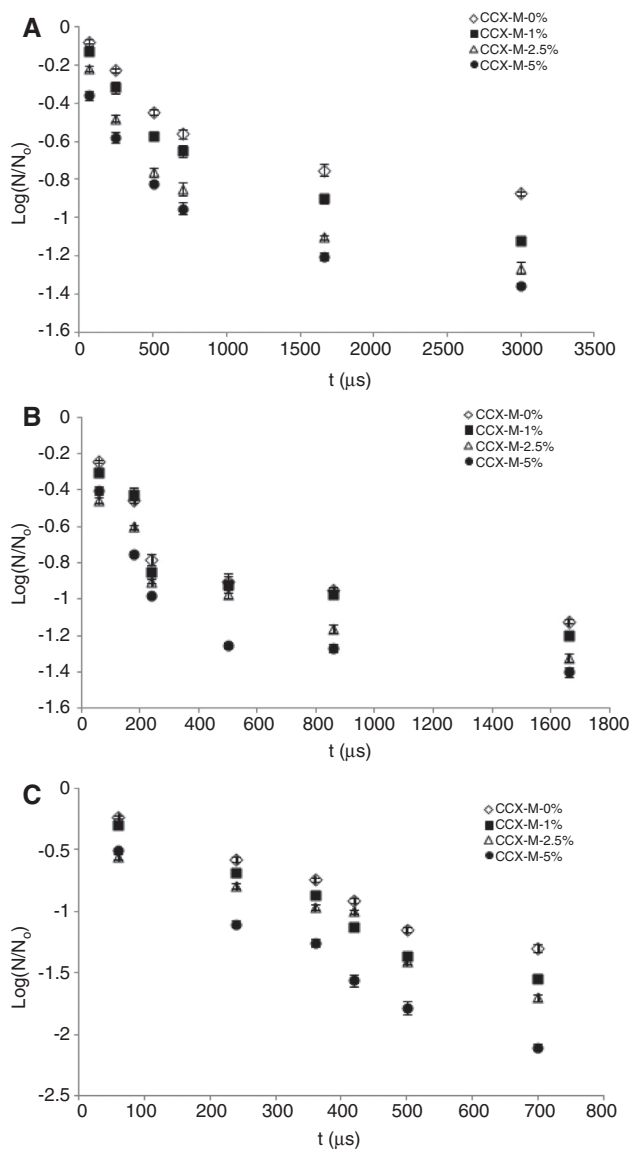 A
CCX-M-0%
CCX-M-1%
CCX-M-2.5%
CCX-M-5%
0
-0.2
-0.4
-0.6
-0.8
-1
-1.2
-1.4
-1.6
Log(N/No)
0 500 1000 1500 2000 2500 3000 3500
t (μs)
B
CCX-M-0%
CCX-M-1%
CCX-M-2.5%
CCX-M-5%
0
-0.2
-0.4
-0.6
-0.8
-1
-1.2
-1.4
-1.6
Log(N/No)
0 200 400 600 800 1000 1200 1400 1600 1800
t (μs)
C
CCX-M-0%
CCX-M-1%
CCX-M-2.5%
CCX-M-5%
0
-0.5
-1
-1.5
-2
-2.5
Log(N/No)
0 100 200 300 400 500 600 700 800
t (μs)